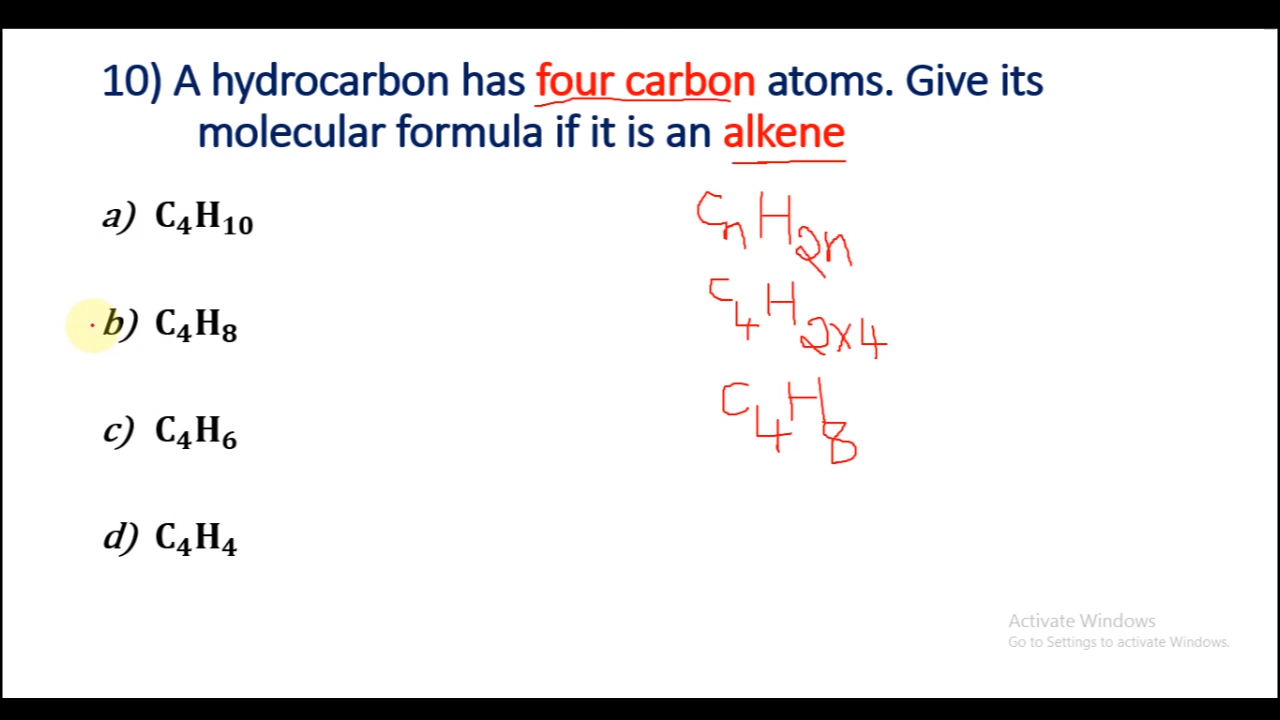 10) A hydrocarbon has four carbon atoms. Give its
molecular formula if it is an alkene
a) C₄H₁₀
CₙH₂ₙ
b) C₄H₈
C₄H₂ₓ₄
c) C₄H₆
C₄H₈
d) C₄H₄
Activate Windows
Go to Settings to activate Windows.